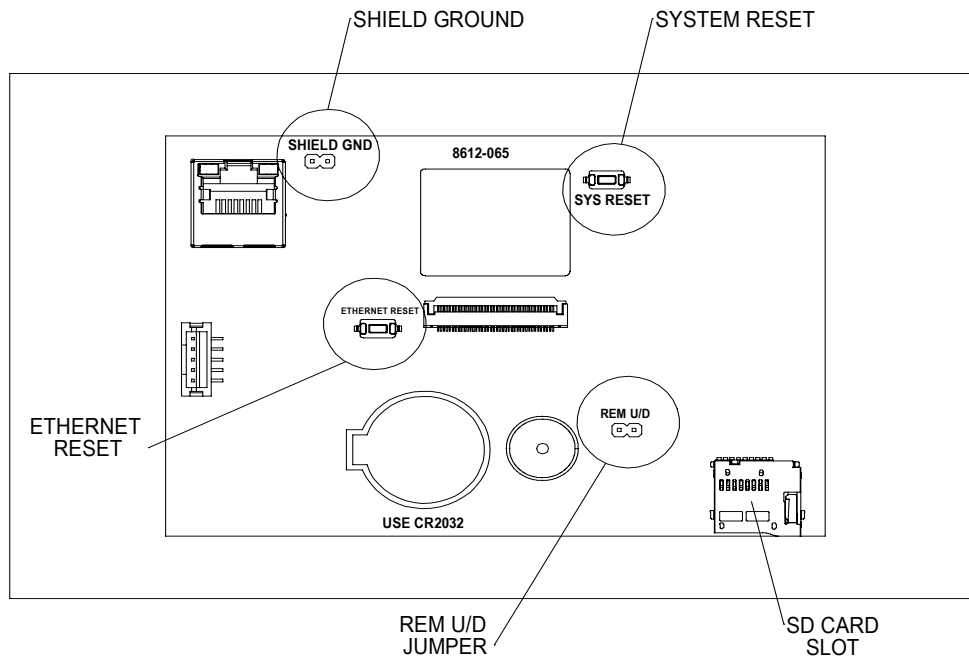 SHIELD GROUND
SYSTEM RESET
SHIELD GND
8612-065
SYS RESET
ETHERNET RESET
ETHERNET
RESET
REM U/D
USE CR2032
REM U/D
JUMPER
SD CARD
SLOT